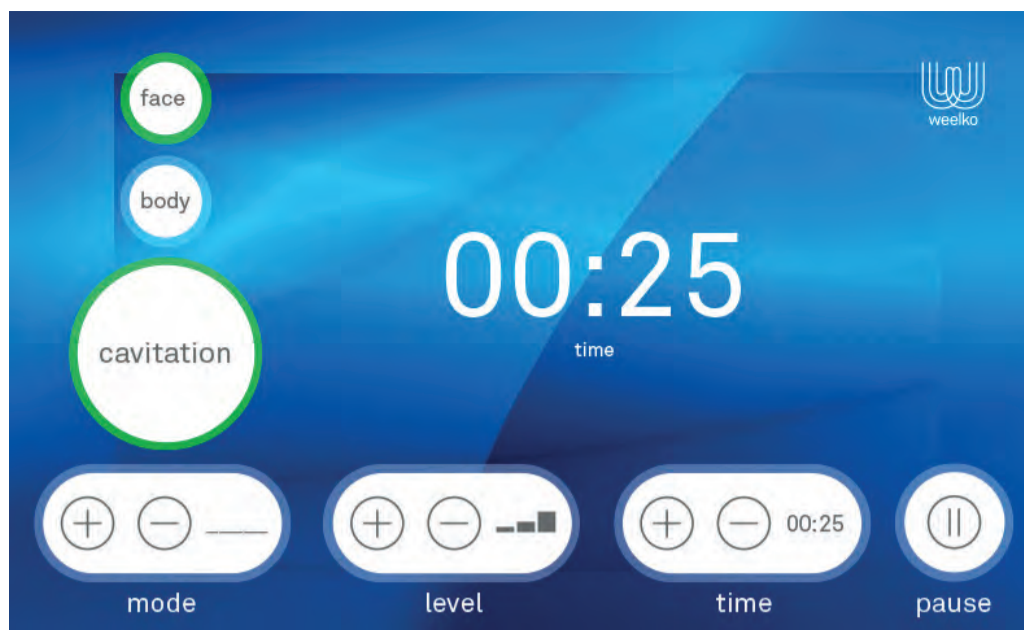 face
weelko
body
00:25
time
cavitation
00:25
mode
level
time
pause